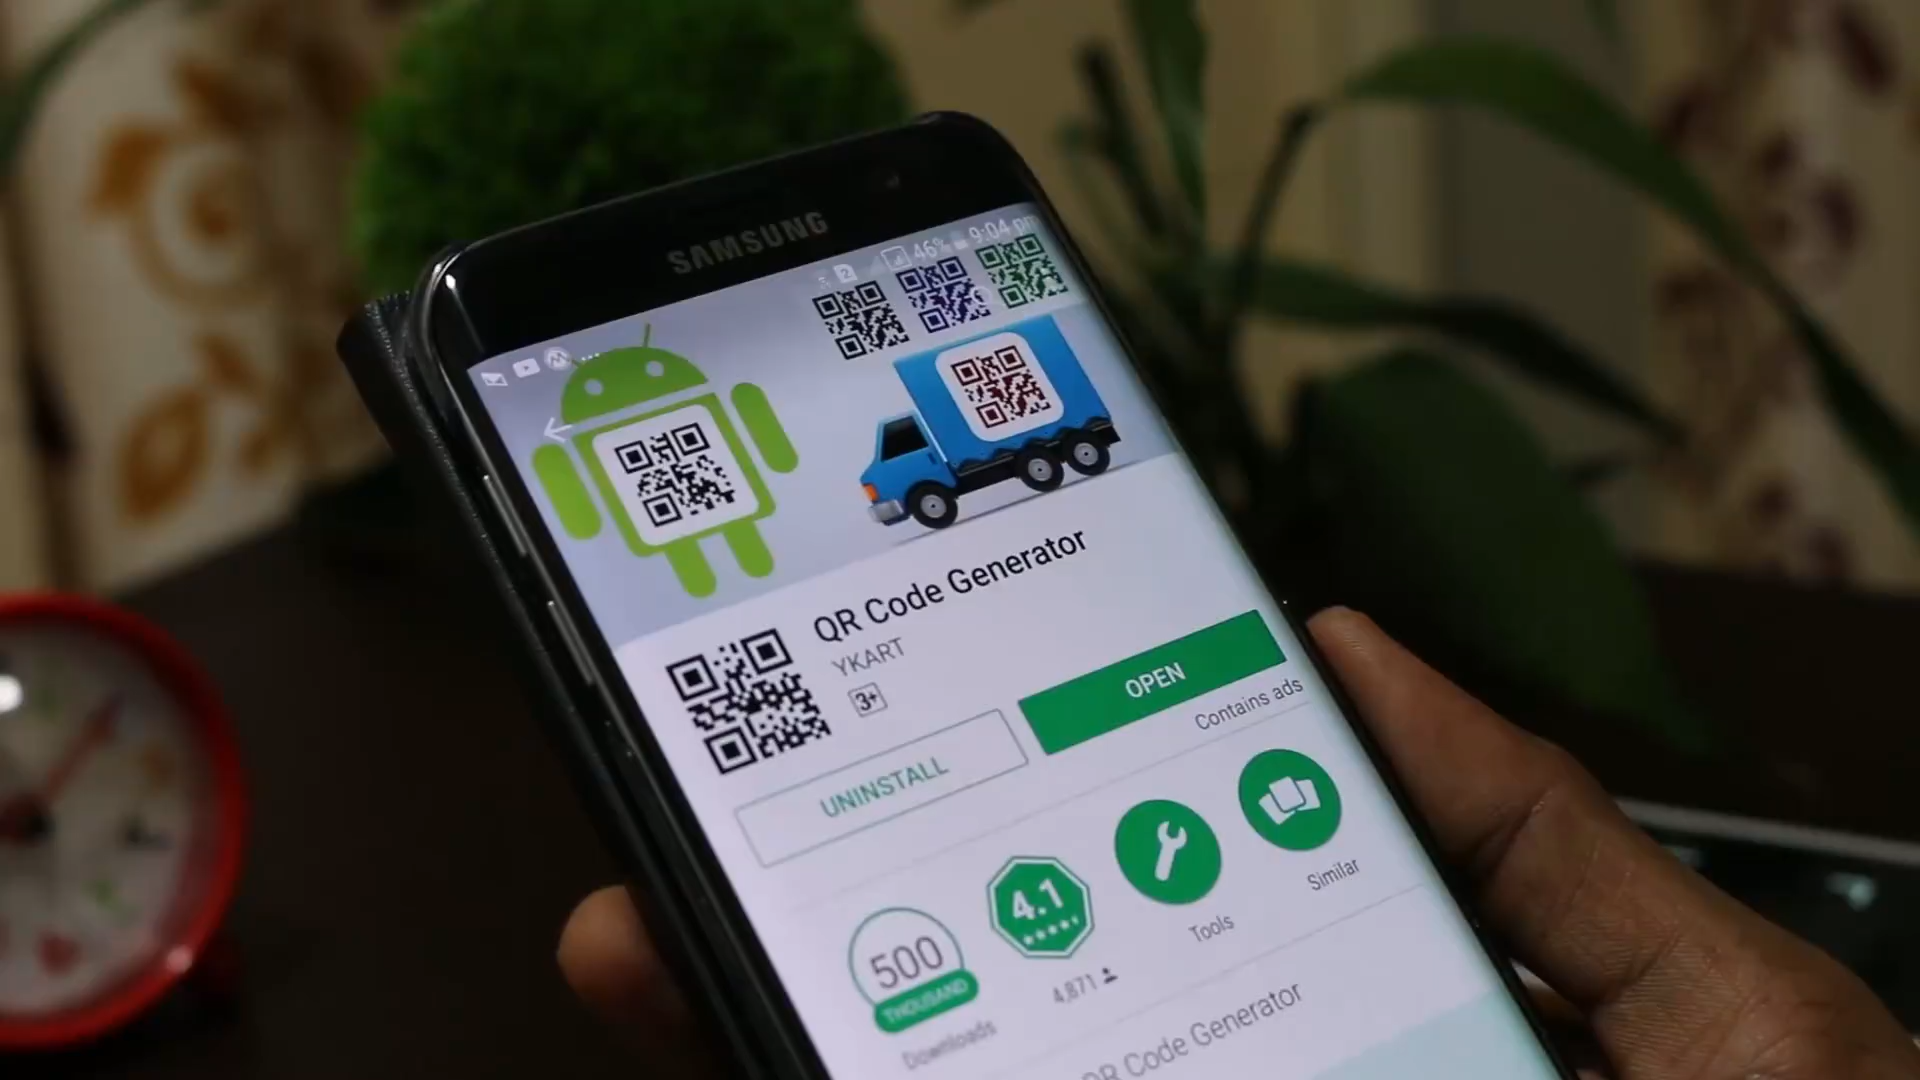 SAMSUNG
2 46% 9:04 pm
QR Code Generator
YKART
3+
UNINSTALL
OPEN
Contains ads
500
THOUSAND
Downloads
4.1
4,871
Tools
Similar
QR Code Generator